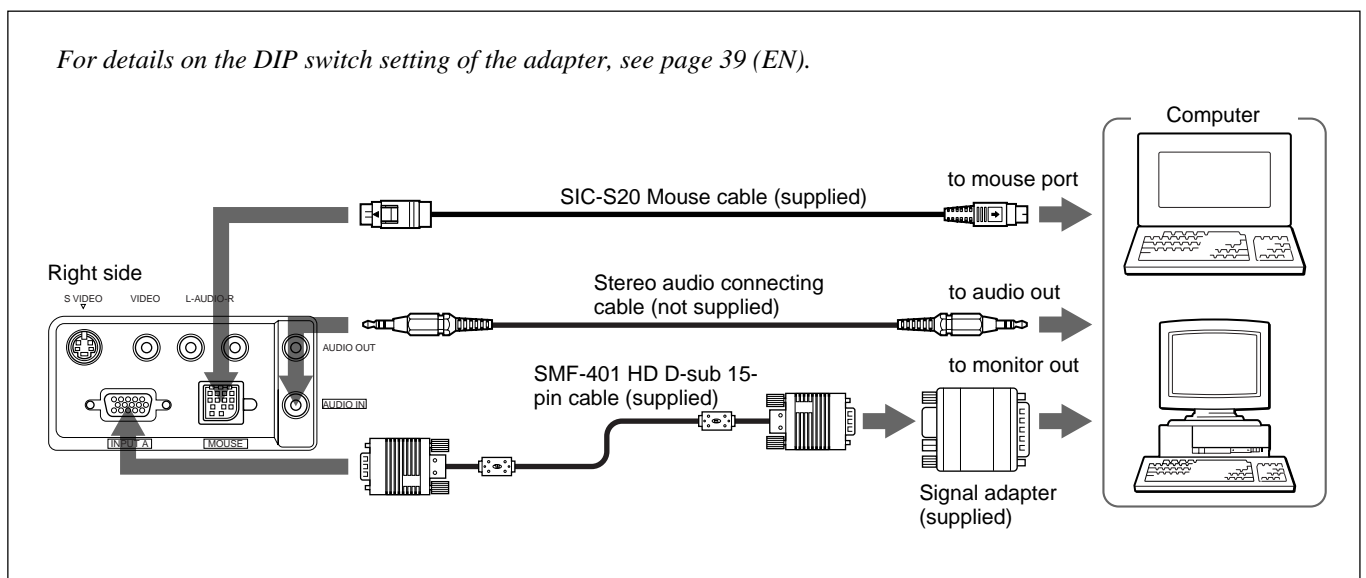 For details on the DIP switch setting of the adapter, see page 39 (EN).
Computer
to mouse port
SIC-S20 Mouse cable (supplied)
Right side
S VIDEO
VIDEO
L-AUDIO-R
Stereo audio connecting
cable (not supplied)
to audio out
AUDIO OUT
SMF-401 HD D-sub 15-
pin cable (supplied)
to monitor out
AUDIO IN
INPUT A
MOUSE
Signal adapter
(supplied)